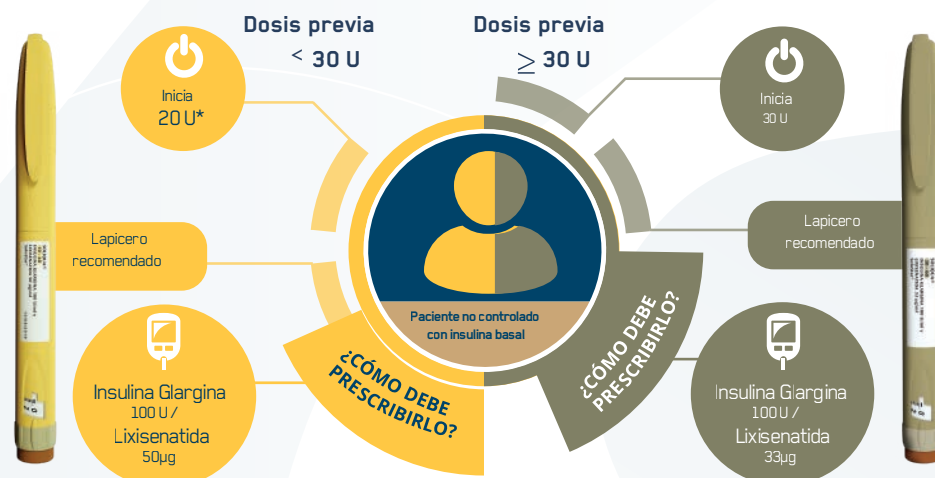 Dosis previa
< 30 U
Dosis previa
≥ 30 U
Inicia
20 U*
Inicia
30 U
Lapicero
recomendado
Lapicero
recomendado
Paciente no controlado
con insulina basal
¿CÓMO DEBE
PRESCRIBIRLO?
¿CÓMO DEBE
PRESCRIBIRLO?
Insulina Glargina
100 U /
Lixisenatida
50µg
Insulina Glargina
100 U /
Lixisenatida
33µg